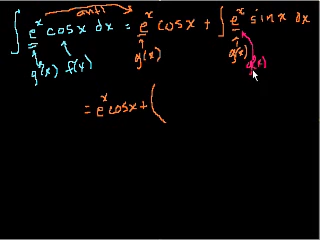 anti
∫ e^x cos x dx = e^x cos x + ∫ e^x sin x dx
g'(x) f(x) g(x) g(x) g'(x)
= e^x cos x + (